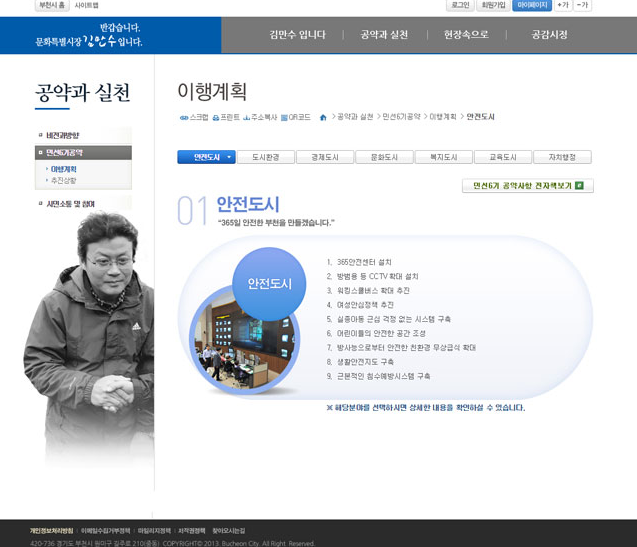 부천시 홈 사이트맵
로그인 회원가입 마이페이지 +가 -가
반갑습니다.
문화특별시장 김만수입니다.
김만수 입니다 | 공약과 실천 | 현장속으로 | 공감시정
공약과 실천
이행계획
스크랩 프린트 주소복사 QR코드 > 공약과 실천 > 민선6기공약 > 이행계획 > 안전도시
비전과방향
민선6기공약
이행계획
추진상황
시민소통 및 참여
안전도시 도시환경 경제도시 문화도시 복지도시 교육도시 자치행정
민선6기 공약사항 전자책보기
01 안전도시
"365일 안전한 부천을 만들겠습니다."
안전도시
1. 365안전센터 설치
2. 방범용 등 CCTV 확대 설치
3. 워킹스쿨버스 확대 추진
4. 여성안심정책 추진
5. 실종아동 근심 걱정 없는 시스템 구축
6. 어린이들의 안전한 공간 조성
7. 방사능으로부터 안전한 친환경 무상급식 확대
8. 생활안전지도 구축
9. 근본적인 침수예방시스템 구축
※ 해당분야를 선택하시면 상세한 내용을 확인하실 수 있습니다.
개인정보처리방침 | 이메일수집거부정책 | 마일리지정책 | 저작권정책 찾아오시는길
420-736 경기도 부천시 원미구 길주로 210(중동) COPYRIGHT© 2013. Bucheon City. All Right Reserved.